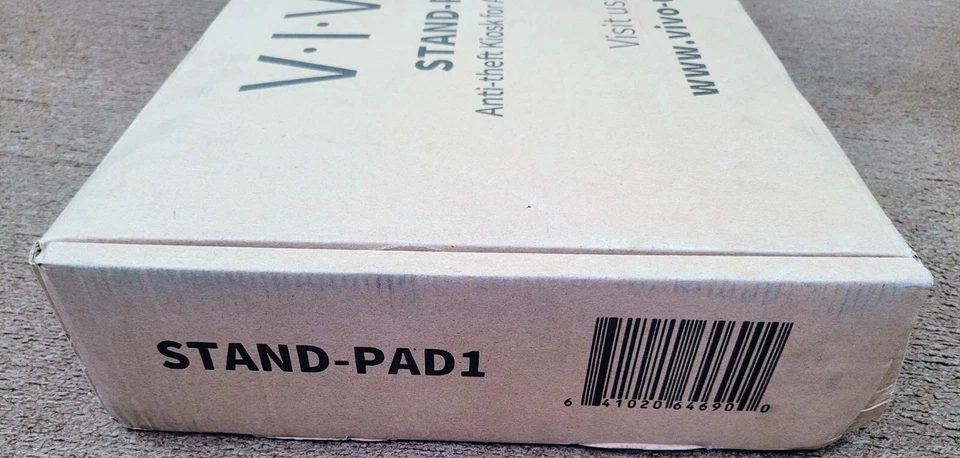 V·I·V
STAND-
Anti-theft Kiosk for
Visit us
www.vivo-
STAND-PAD1
6 41020 64690 0